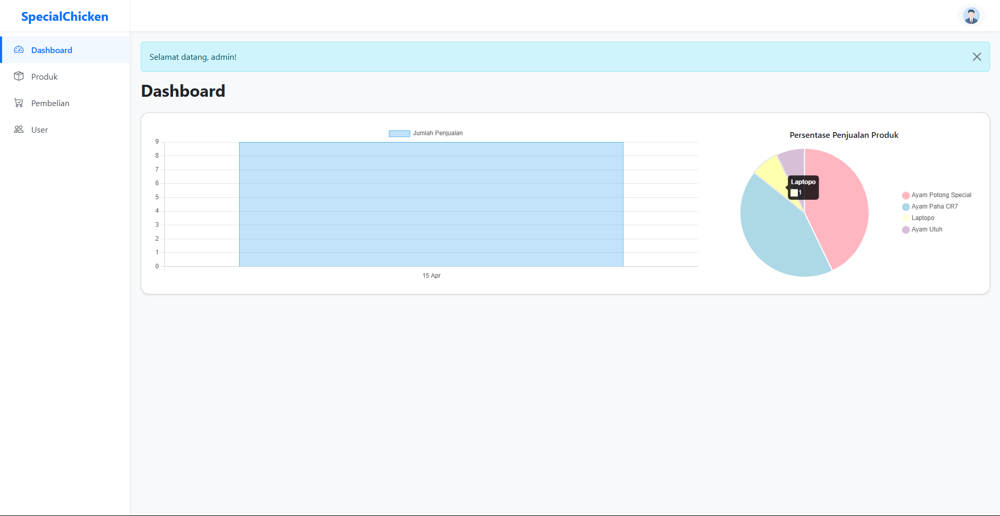 SpecialChicken
Dashboard
Produk
Pembelian
User
Selamat datang, admin!
Dashboard
Jumlah Penjualan
9
8
7
6
5
4
3
2
1
0
15 Apr
Persentase Penjualan Produk
Laptopo
1
Ayam Potong Special
Ayam Paha CR7
Laptopo
Ayam Utuh